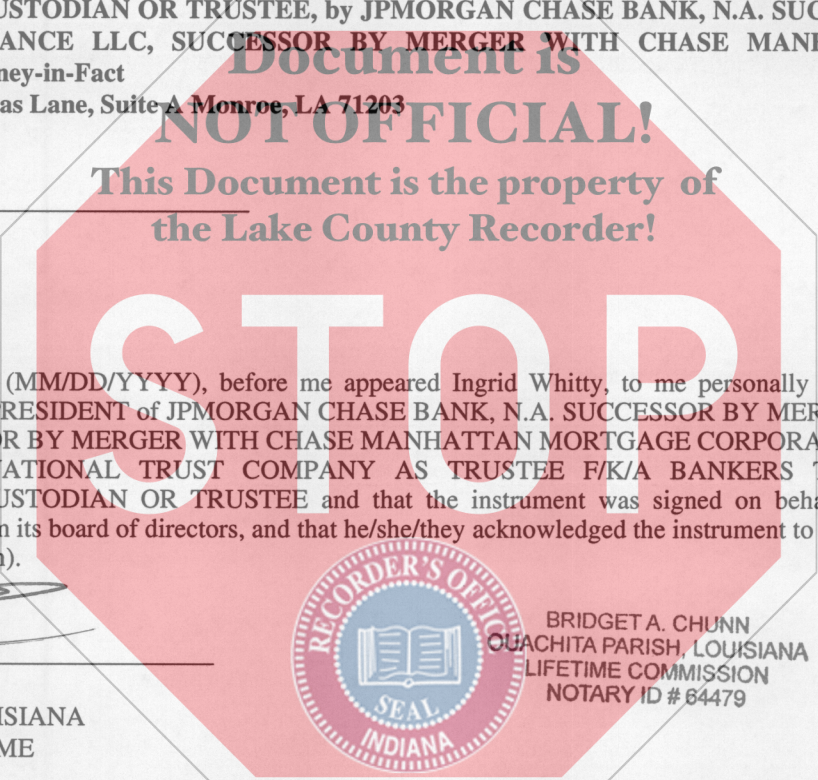 USTODIAN OR TRUSTEE, by JPMORGAN CHASE BANK, N.A. SUC
ANCE LLC, SUCCESSOR BY MERGER WITH CHASE MAN
Document is
ney-in-Fact
as Lane, Suite A Monroe, LA 71203
NOT OFFICIAL!
This Document is the property of
the Lake County Recorder!
STOP
(MM/DD/YYYY), before me appeared Ingrid Whitty, to me personally
RESIDENT of JPMORGAN CHASE BANK, N.A. SUCCESSOR BY MER
OR BY MERGER WITH CHASE MANHATTAN MORTGAGE CORPORA
NATIONAL TRUST COMPANY AS TRUSTEE F/K/A BANKERS T
USTODIAN OR TRUSTEE and that the instrument was signed on beha
n its board of directors, and that he/she/they acknowledged the instrument to
n).
RECORDER'S OFFICE
SEAL
INDIANA
BRIDGET A. CHUNN
OUACHITA PARISH, LOUISIANA
LIFETIME COMMISSION
NOTARY ID # 64479
ISIANA
ME